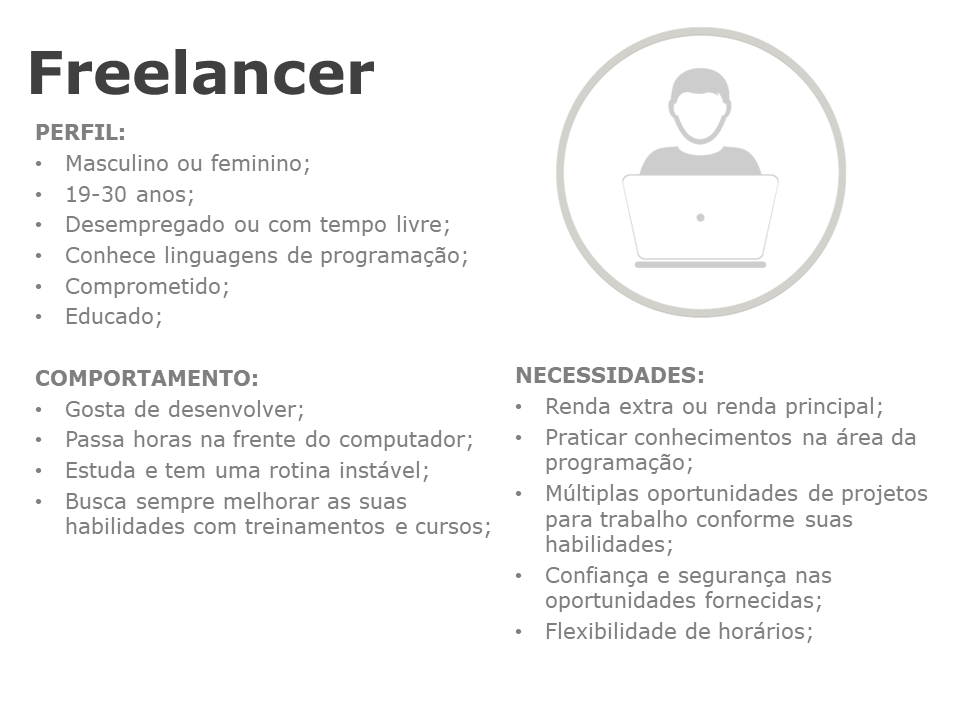 Freelancer
PERFIL:
• Masculino ou feminino;
• 19-30 anos;
• Desempregado ou com tempo livre;
• Conhece linguagens de programação;
• Comprometido;
• Educado;
COMPORTAMENTO:
• Gosta de desenvolver;
• Passa horas na frente do computador;
• Estuda e tem uma rotina instável;
• Busca sempre melhorar as suas
habilidades com treinamentos e cursos;
NECESSIDADES:
• Renda extra ou renda principal;
• Praticar conhecimentos na área da
programação;
• Múltiplas oportunidades de projetos
para trabalho conforme suas
habilidades;
• Confiança e segurança nas
oportunidades fornecidas;
• Flexibilidade de horários;